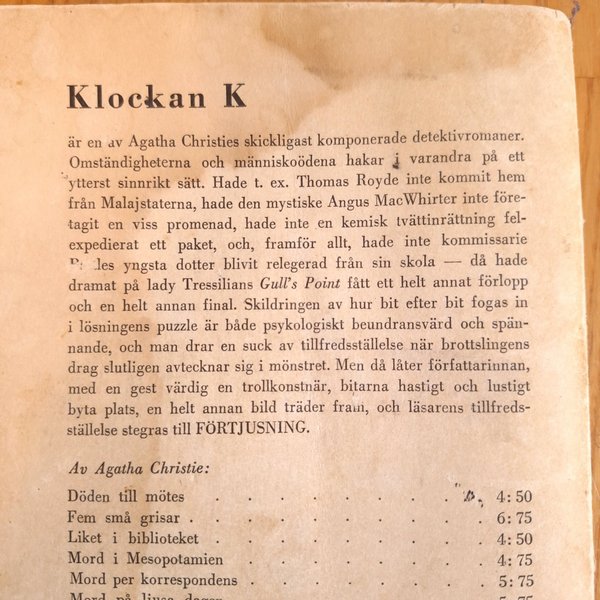 Klockan K
är en av Agatha Christies skickligast komponerade detektivromaner.
Omständigheterna och människoödena hakar i varandra på ett
ytterst sinnrikt sätt. Hade t. ex. Thomas Royde inte kommit hem
från Malajstaterna, hade den mystiske Angus MacWhirter inte före-
tagit en viss promenad, hade inte en kemisk tvättinrättning fel-
expedierat ett paket, och, framför allt, hade inte kommissarie
yngsta dotter blivit relegerad från sin skola — då hade
dramat på lady Tressilians Gull's Point fått ett helt annat förlopp
och en helt annan final. Skildringen av hur bit efter bit fogas in
i lösningens puzzle är både psykologiskt beundransvärd och spän-
nande, och man drar en suck av tillfredsställelse när brottslingens
drag slutligen avtecknar sig i mönstret. Men då låter författarinnan,
med en gest värdig en trollkonstnär, bitarna hastigt och lustigt
byta plats, en helt annan bild träder fram, och läsarens tillfreds-
ställelse stegras till FÖRTJUSNING.
Av Agatha Christie:
Döden till mötes . . . . . . . 4:50
Fem små grisar . . . . . . . . 6:75
Liket i biblioteket . . . . . . . 4:50
Mord i Mesopotamien . . . . . . 4:75
Mord per korrespondens . . . . . . 5:75
Mord på ljusa dagen . . . . . . 5:75